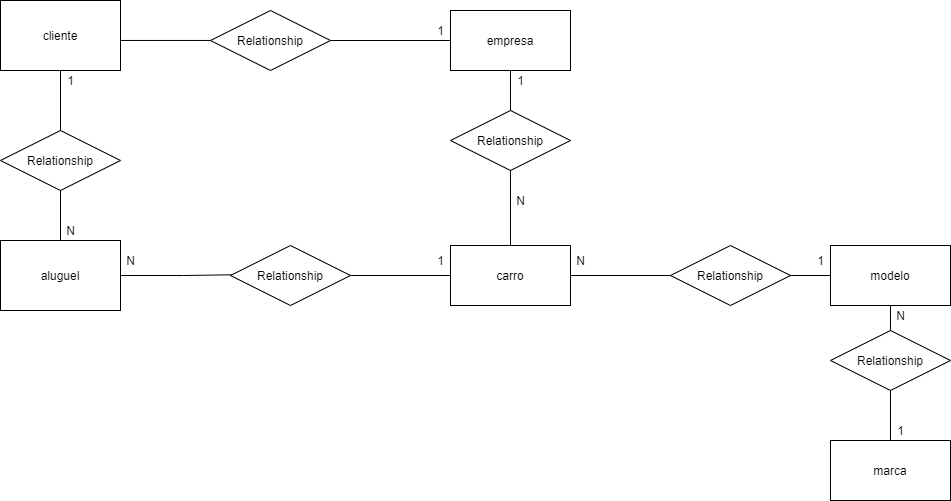 cliente
Relationship
1
empresa
1
1
Relationship
Relationship
N
N
aluguel
N
Relationship
1
carro
N
Relationship
1
modelo
N
Relationship
1
marca